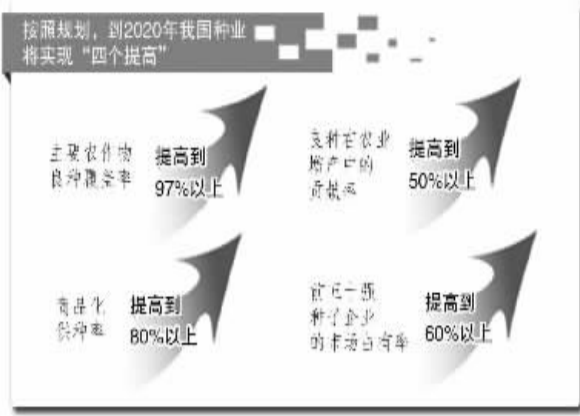 按照规划，到2020年我国种业
将实现“四个提高”
主要农作物
良种覆盖率
提高到
97%以上
良种在农业
增产中的
贡献率
提高到
50%以上
商品化
供种率
提高到
80%以上
种子企业
的市场占有率
提高到
60%以上